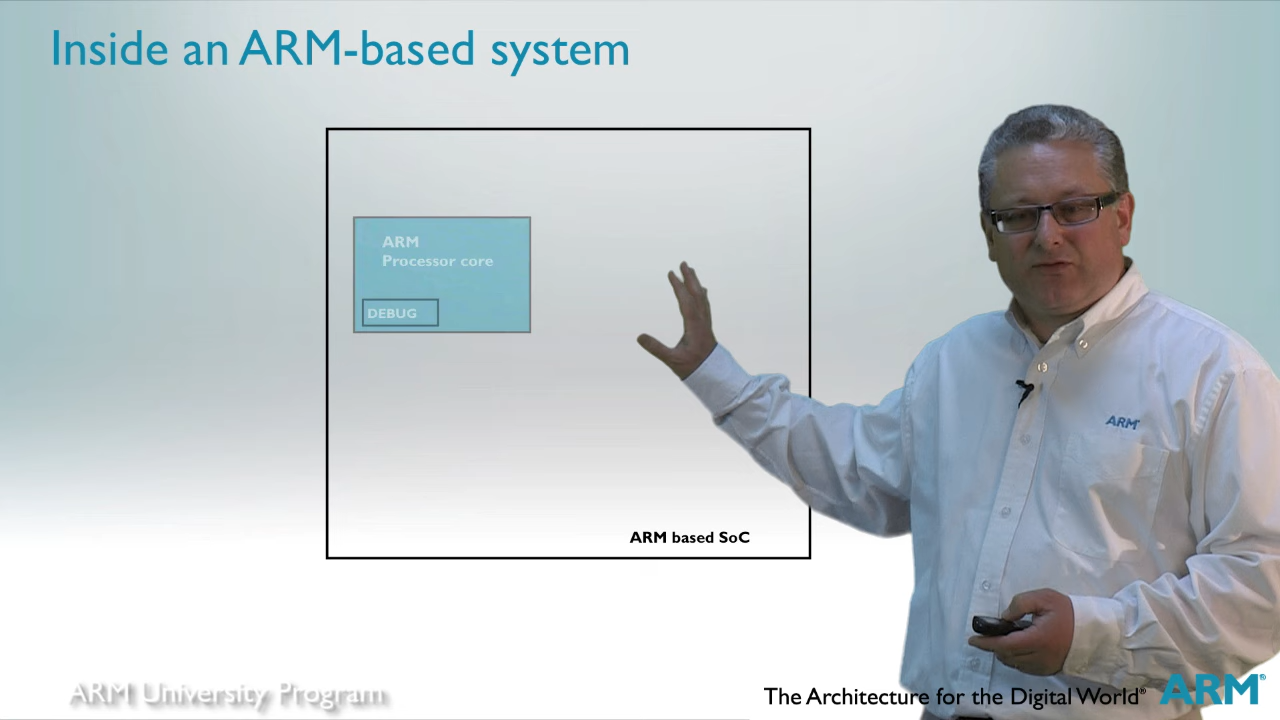 Inside an ARM-based system
ARM
Processor core
DEBUG
ARM based SoC
ARM®
ARM University Program
The Architecture for the Digital World® ARM®